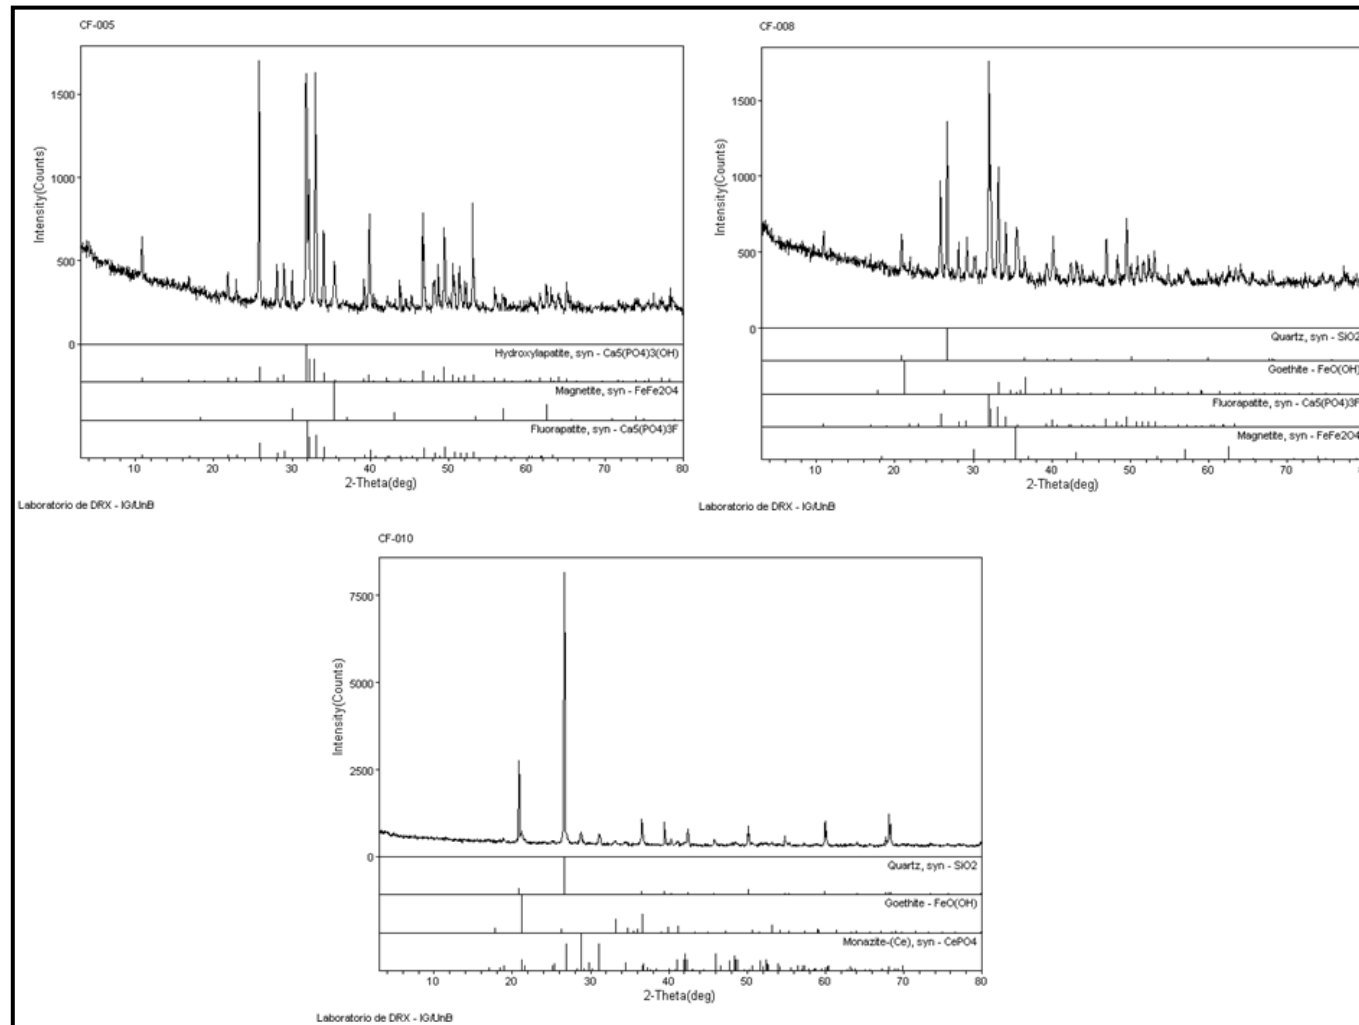 CF-005
Intensity(Counts)
1500
1000
500
0
Hydroxylapatite, syn - Ca5(PO4)3(OH)
Magnetite, syn - FeFe2O4
Fluorapatite, syn - Ca5(PO4)3F
10 20 30 40 50 60 70 80
2-Theta(deg)
Laboratorio de DRX - IG/UnB
CF-008
Intensity(Counts)
1500
1000
500
0
Quartz, syn - SiO2
Goethite - FeO(OH)
Fluorapatite, syn - Ca5(PO4)3F
Magnetite, syn - FeFe2O4
10 20 30 40 50 60 70
2-Theta(deg)
Laboratorio de DRX - IG/UnB
CF-010
Intensity(Counts)
7500
5000
2500
0
Quartz, syn - SiO2
Goethite - FeO(OH)
Monazite-(Ce), syn - CePO4
10 20 30 40 50 60 70 80
2-Theta(deg)
Laboratorio de DRX - IG/UnB